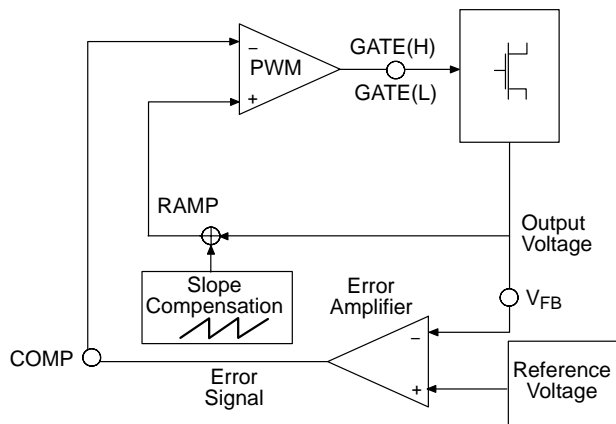 GATE(H)
−
PWM
+
GATE(L)
RAMP
Output
Voltage
Slope
Compensation
Error
Amplifier
VFB
−
COMP
+
Reference
Voltage
Error
Signal